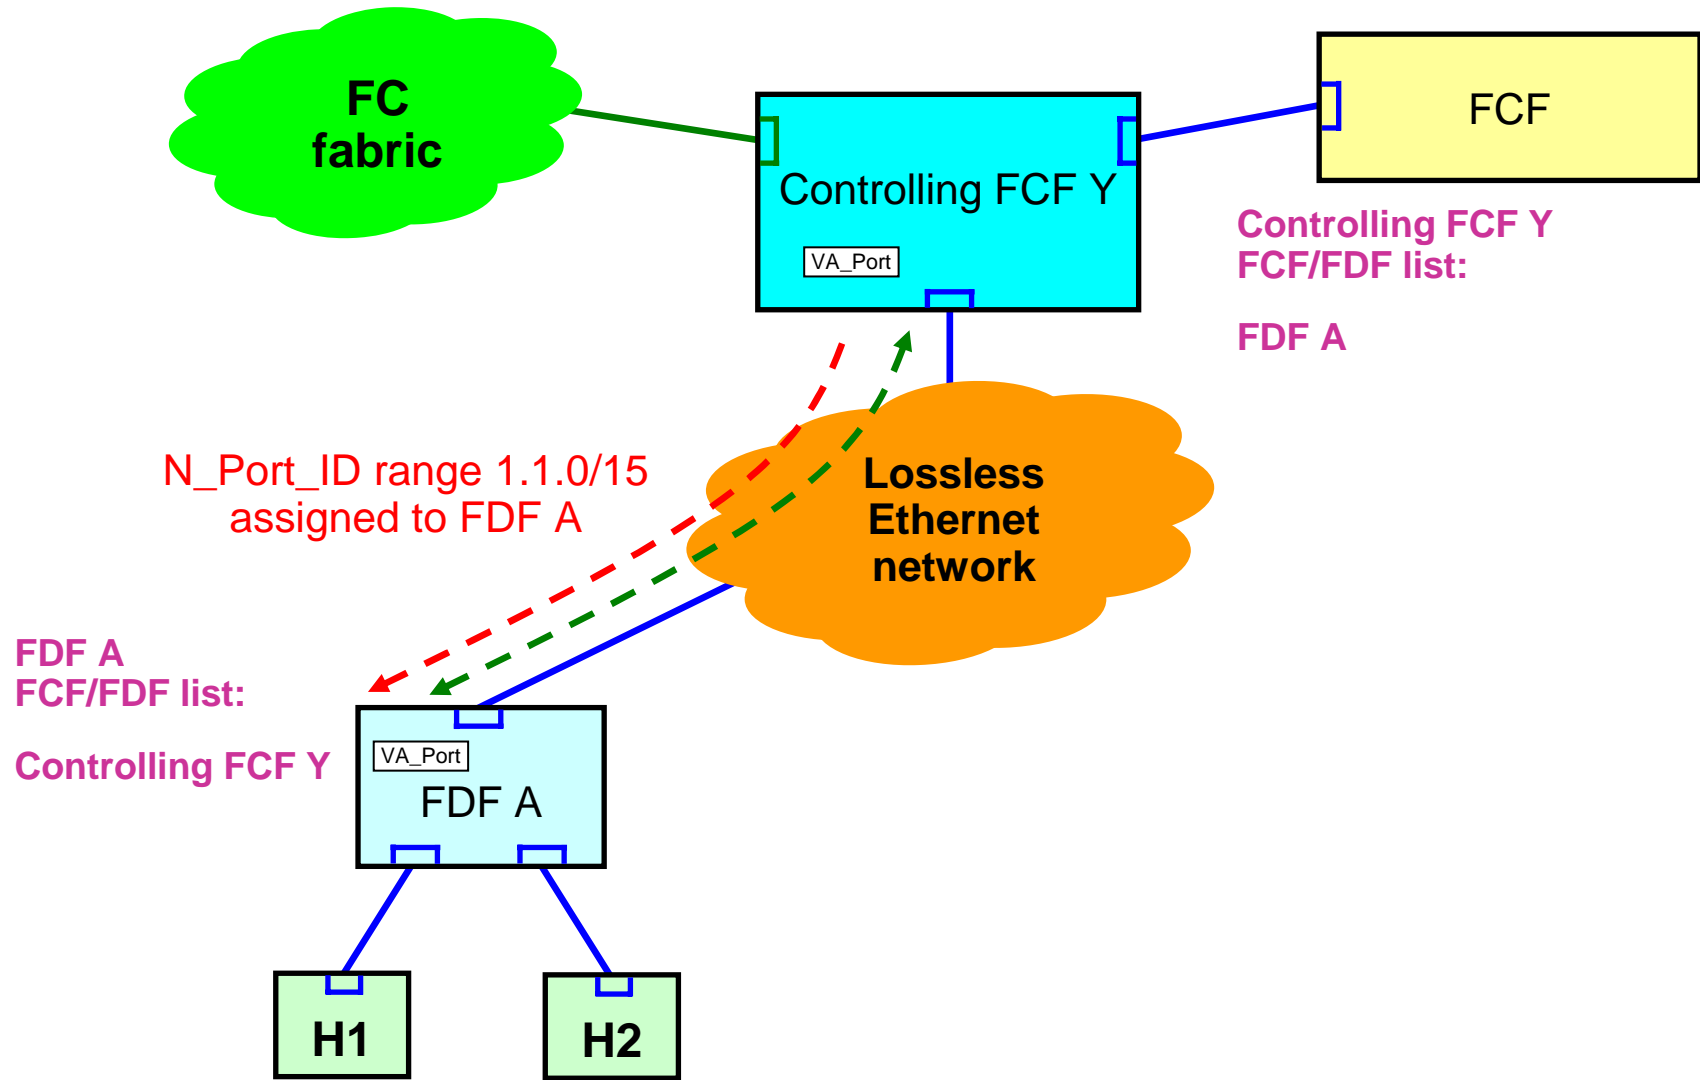 FC
fabric
Controlling FCF Y
VA_Port
FCF
Controlling FCF Y
FCF/FDF list:
FDF A
N_Port_ID range 1.1.0/15
assigned to FDF A
Lossless
Ethernet
network
FDF A
FCF/FDF list:
Controlling FCF Y
VA_Port
FDF A
H1
H2